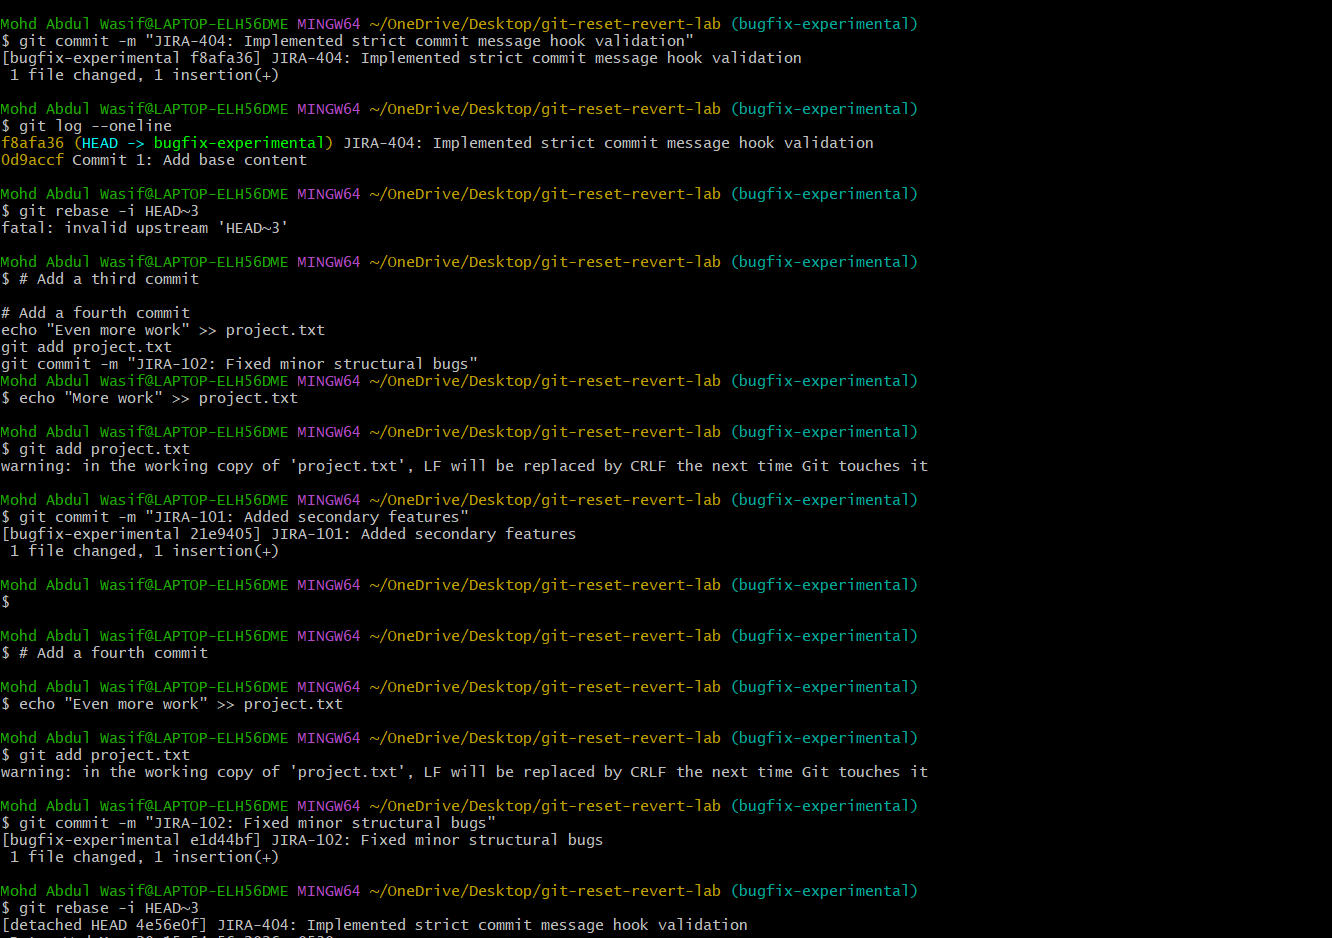 Mohd Abdul Wasif@LAPTOP-ELH56DME MINGW64 ~/OneDrive/Desktop/git-reset-revert-lab (bugfix-experimental)
$ git commit -m "JIRA-404: Implemented strict commit message hook validation"
[bugfix-experimental f8afa36] JIRA-404: Implemented strict commit message hook validation
 1 file changed, 1 insertion(+)
Mohd Abdul Wasif@LAPTOP-ELH56DME MINGW64 ~/OneDrive/Desktop/git-reset-revert-lab (bugfix-experimental)
$ git log --oneline
f8afa36 (HEAD -> bugfix-experimental) JIRA-404: Implemented strict commit message hook validation
0d9accf Commit 1: Add base content
Mohd Abdul Wasif@LAPTOP-ELH56DME MINGW64 ~/OneDrive/Desktop/git-reset-revert-lab (bugfix-experimental)
$ git rebase -i HEAD~3
fatal: invalid upstream 'HEAD~3'
Mohd Abdul Wasif@LAPTOP-ELH56DME MINGW64 ~/OneDrive/Desktop/git-reset-revert-lab (bugfix-experimental)
$ # Add a third commit
# Add a fourth commit
echo "Even more work" >> project.txt
git add project.txt
git commit -m "JIRA-102: Fixed minor structural bugs"
Mohd Abdul Wasif@LAPTOP-ELH56DME MINGW64 ~/OneDrive/Desktop/git-reset-revert-lab (bugfix-experimental)
$ echo "More work" >> project.txt
Mohd Abdul Wasif@LAPTOP-ELH56DME MINGW64 ~/OneDrive/Desktop/git-reset-revert-lab (bugfix-experimental)
$ git add project.txt
warning: in the working copy of 'project.txt', LF will be replaced by CRLF the next time Git touches it
Mohd Abdul Wasif@LAPTOP-ELH56DME MINGW64 ~/OneDrive/Desktop/git-reset-revert-lab (bugfix-experimental)
$ git commit -m "JIRA-101: Added secondary features"
[bugfix-experimental 21e9405] JIRA-101: Added secondary features
 1 file changed, 1 insertion(+)
Mohd Abdul Wasif@LAPTOP-ELH56DME MINGW64 ~/OneDrive/Desktop/git-reset-revert-lab (bugfix-experimental)
$
Mohd Abdul Wasif@LAPTOP-ELH56DME MINGW64 ~/OneDrive/Desktop/git-reset-revert-lab (bugfix-experimental)
$ # Add a fourth commit
Mohd Abdul Wasif@LAPTOP-ELH56DME MINGW64 ~/OneDrive/Desktop/git-reset-revert-lab (bugfix-experimental)
$ echo "Even more work" >> project.txt
Mohd Abdul Wasif@LAPTOP-ELH56DME MINGW64 ~/OneDrive/Desktop/git-reset-revert-lab (bugfix-experimental)
$ git add project.txt
warning: in the working copy of 'project.txt', LF will be replaced by CRLF the next time Git touches it
Mohd Abdul Wasif@LAPTOP-ELH56DME MINGW64 ~/OneDrive/Desktop/git-reset-revert-lab (bugfix-experimental)
$ git commit -m "JIRA-102: Fixed minor structural bugs"
[bugfix-experimental e1d44bf] JIRA-102: Fixed minor structural bugs
 1 file changed, 1 insertion(+)
Mohd Abdul Wasif@LAPTOP-ELH56DME MINGW64 ~/OneDrive/Desktop/git-reset-revert-lab (bugfix-experimental)
$ git rebase -i HEAD~3
[detached HEAD 4e56e0f] JIRA-404: Implemented strict commit message hook validation